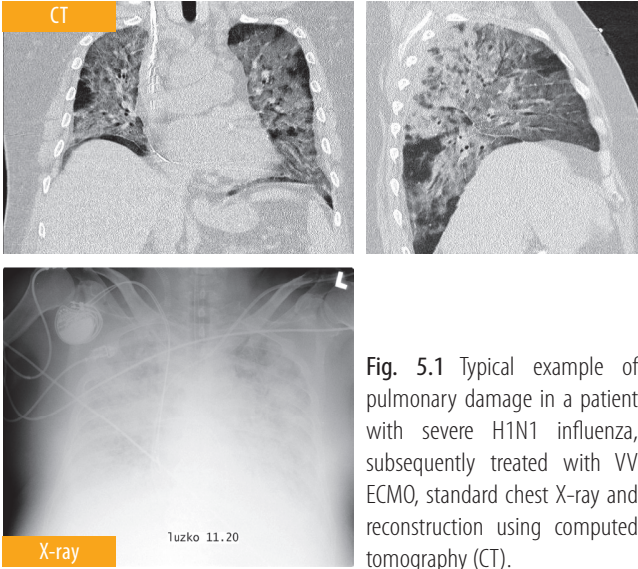 CT
L
luzko 11.20
X-ray
Fig. 5.1 Typical example of
pulmonary damage in a patient
with severe H1N1 influenza,
subsequently treated with VV
ECMO, standard chest X-ray and
reconstruction using computed
tomography (CT).